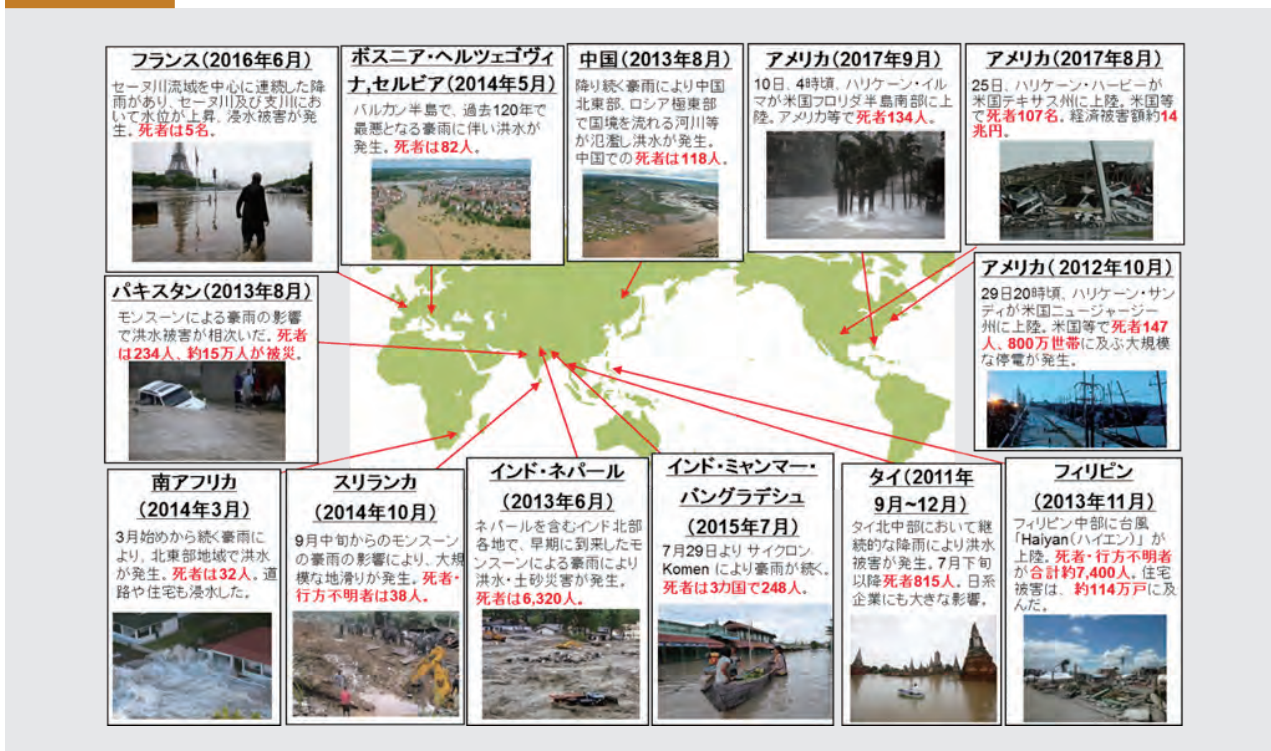 フランス(2016年6月)
セーヌ川流域を中心に連続した降
雨があり、セーヌ川及び支川にお
いて水位が上昇、浸水被害が発
生。死者は5名。
ボスニア・ヘルツェゴヴィ
ナ,セルビア(2014年5月)
バルカン半島で、過去120年で
最悪となる豪雨に伴い洪水が
発生。死者は82人。
中国(2013年8月)
降り続く豪雨により中国
北東部、ロシア極東部
で国境を流れる河川等
が氾濫し洪水が発生。
中国での死者は118人。
アメリカ(2017年9月)
10日、4時頃、ハリケーン・イル
マが米国フロリダ半島南部に上
陸。アメリカ等で死者134人。
アメリカ(2017年8月)
25日、ハリケーン・ハービーが
米国テキサス州に上陸。米国等
で死者107名。経済被害額約14
兆円。
パキスタン(2013年8月)
モンスーンによる豪雨の影響
で洪水被害が相次いだ。死者
は234人、約15万人が被災。
アメリカ(2012年10月)
29日20時頃、ハリケーン・サン
ディが米国ニュージャージー
州に上陸。米国等で死者147
人、800万世帯に及ぶ大規模
な停電が発生。
南アフリカ
(2014年3月)
3月始めから続く豪雨に
より、北東部地域で洪水
が発生。死者は32人。道
路や住宅も浸水した。
スリランカ
(2014年10月)
9月中旬からのモンスーン
の豪雨の影響により、大規
模な地滑りが発生。死者・
行方不明者は38人。
インド・ネパール
(2013年6月)
ネパールを含むインド北部
各地で、早期に到来したモ
ンスーンによる豪雨により
洪水・土砂災害が発生。
死者は6,320人。
インド・ミャンマー・
バングラデシュ
(2015年7月)
7月29日より サイクロン
Komen により豪雨が続く。
死者は3カ国で248人。
タイ(2011年
9月~12月)
タイ北中部において継
続的な降雨により洪水
被害が発生。7月下旬
以降死者815人。日系
企業にも大きな影響。
フィリピン
(2013年11月)
フィリピン中部に台風
「Haiyan(ハイエン)」が
上陸。死者・行方不明者
が合計約7,400人。住宅
被害は、約114万戸に及
んだ。